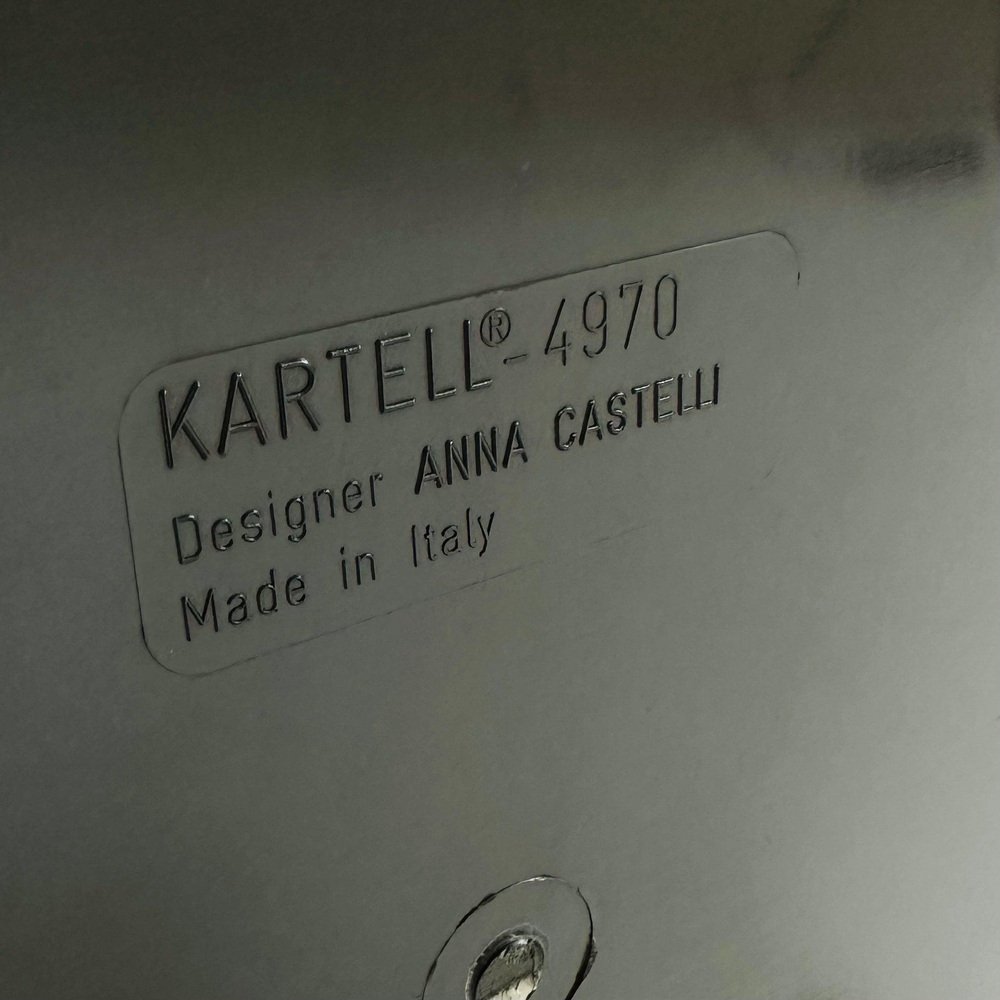 KARTELL®-4970
Designer ANNA CASTELLI
Made in Italy